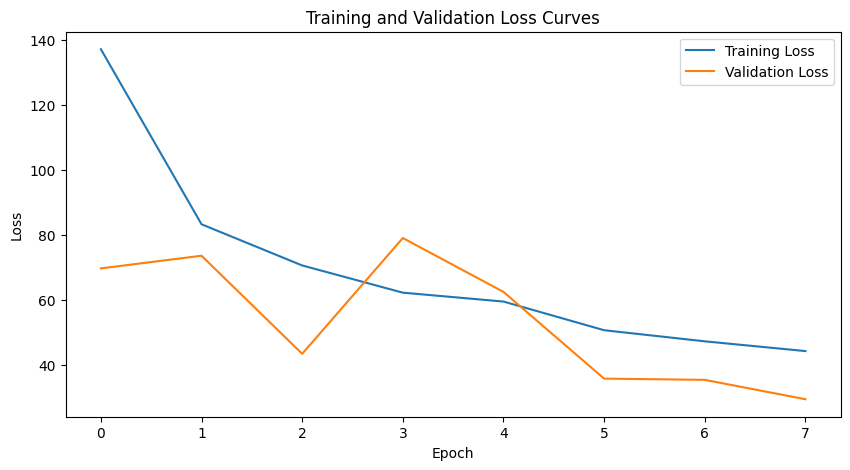 Training and Validation Loss Curves
Training Loss
Validation Loss
Loss
140
120
100
80
60
40
0 1 2 3 4 5 6 7
Epoch